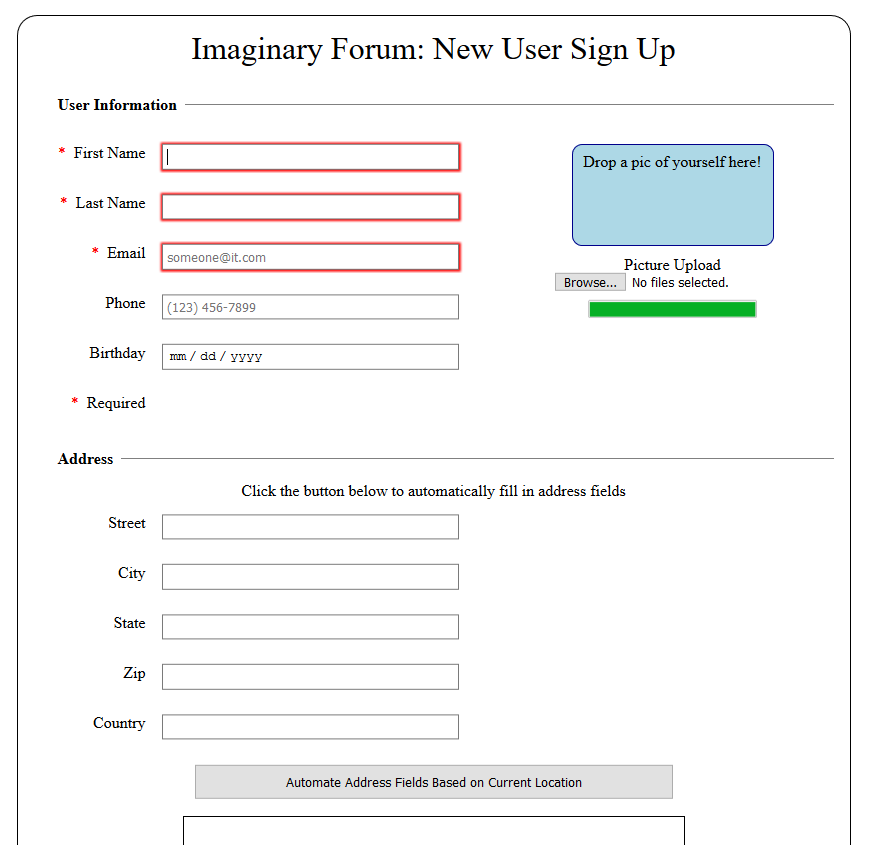 Imaginary Forum: New User Sign Up
User Information
* First Name
* Last Name
* Email someone@it.com
Phone (123) 456-7899
Birthday mm / dd / yyyy
* Required
Drop a pic of yourself here!
Picture Upload
Browse... No files selected.
Address
Click the button below to automatically fill in address fields
Street
City
State
Zip
Country
Automate Address Fields Based on Current Location